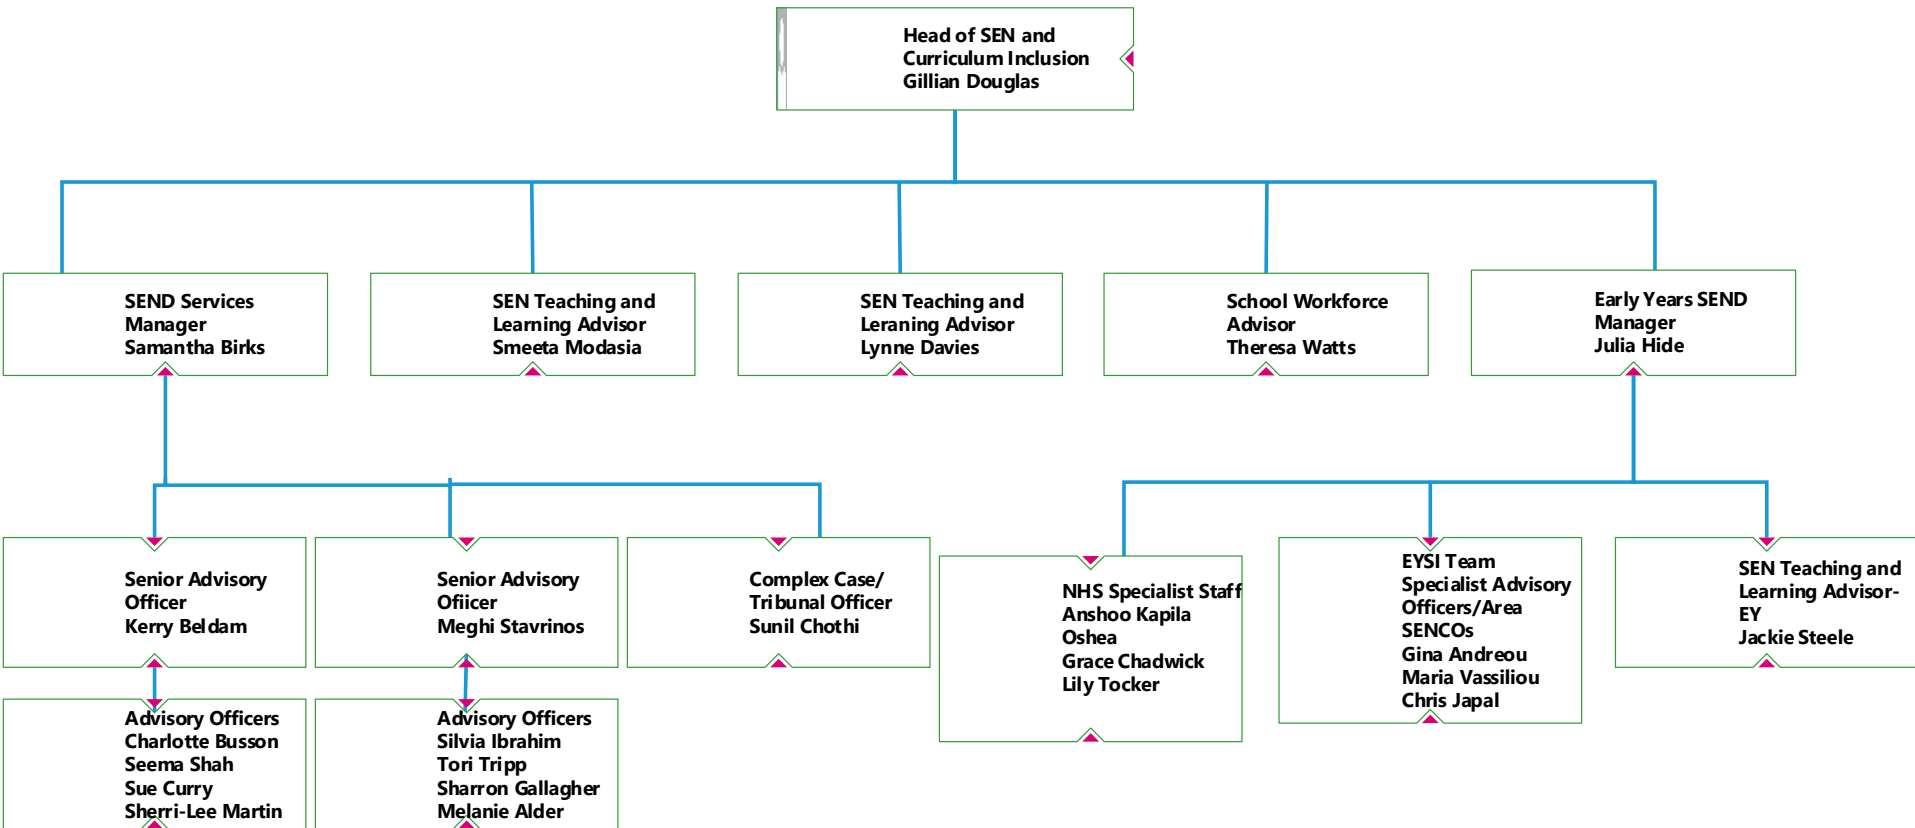 Head of SEN and
Curriculum Inclusion
Gillian Douglas
SEND Services
Manager
Samantha Birks
SEN Teaching and
Learning Advisor
Smeeta Modasia
SEN Teaching and
Leraning Advisor
Lynne Davies
School Workforce
Advisor
Theresa Watts
Early Years SEND
Manager
Julia Hide
Senior Advisory
Officer
Kerry Beldam
Senior Advisory
Ofiicer
Meghi Stavrinos
Complex Case/
Tribunal Officer
Sunil Chothi
NHS Specialist Staff
Anshoo Kapila
Oshea
Grace Chadwick
Lily Tocker
EYSI Team
Specialist Advisory
Officers/Area
SENCOs
Gina Andreou
Maria Vassiliou
Chris Japal
SEN Teaching and
Learning Advisor-
EY
Jackie Steele
Advisory Officers
Charlotte Busson
Seema Shah
Sue Curry
Sherri-Lee Martin
Advisory Officers
Silvia Ibrahim
Tori Tripp
Sharron Gallagher
Melanie Alder